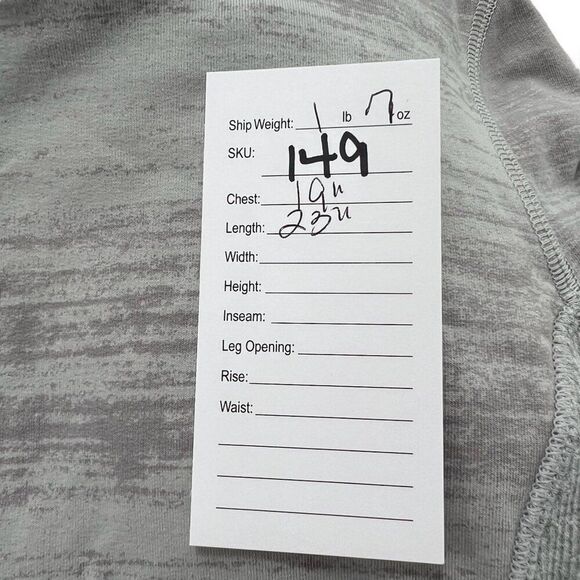 Ship Weight: 1 lb 7 oz
SKU: 149
Chest: 19"
Length: 23"
Width:
Height:
Inseam:
Leg Opening:
Rise:
Waist: